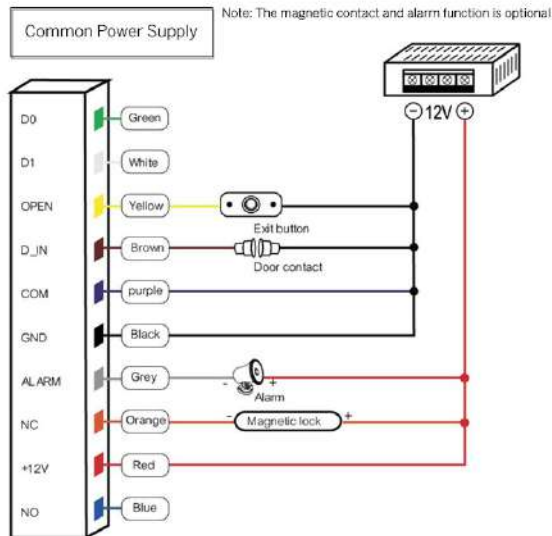 Note: The magnetic contact and alarm function is optional
Common Power Supply
− 12V +
D0 Green
D1 White
OPEN Yellow
Exit button
D_IN Brown
Door contact
COM purple
GND Black
ALARM Grey - +
Alarm
NC Orange - Magnetic lock +
+12V Red
NO Blue